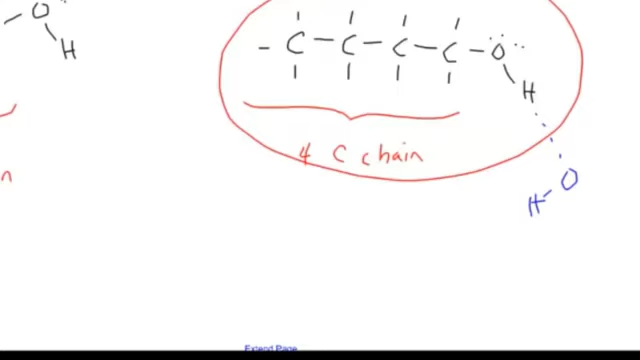 O
H
C - C - C - C - O
H
4 C chain
n
H - O
Extend Page